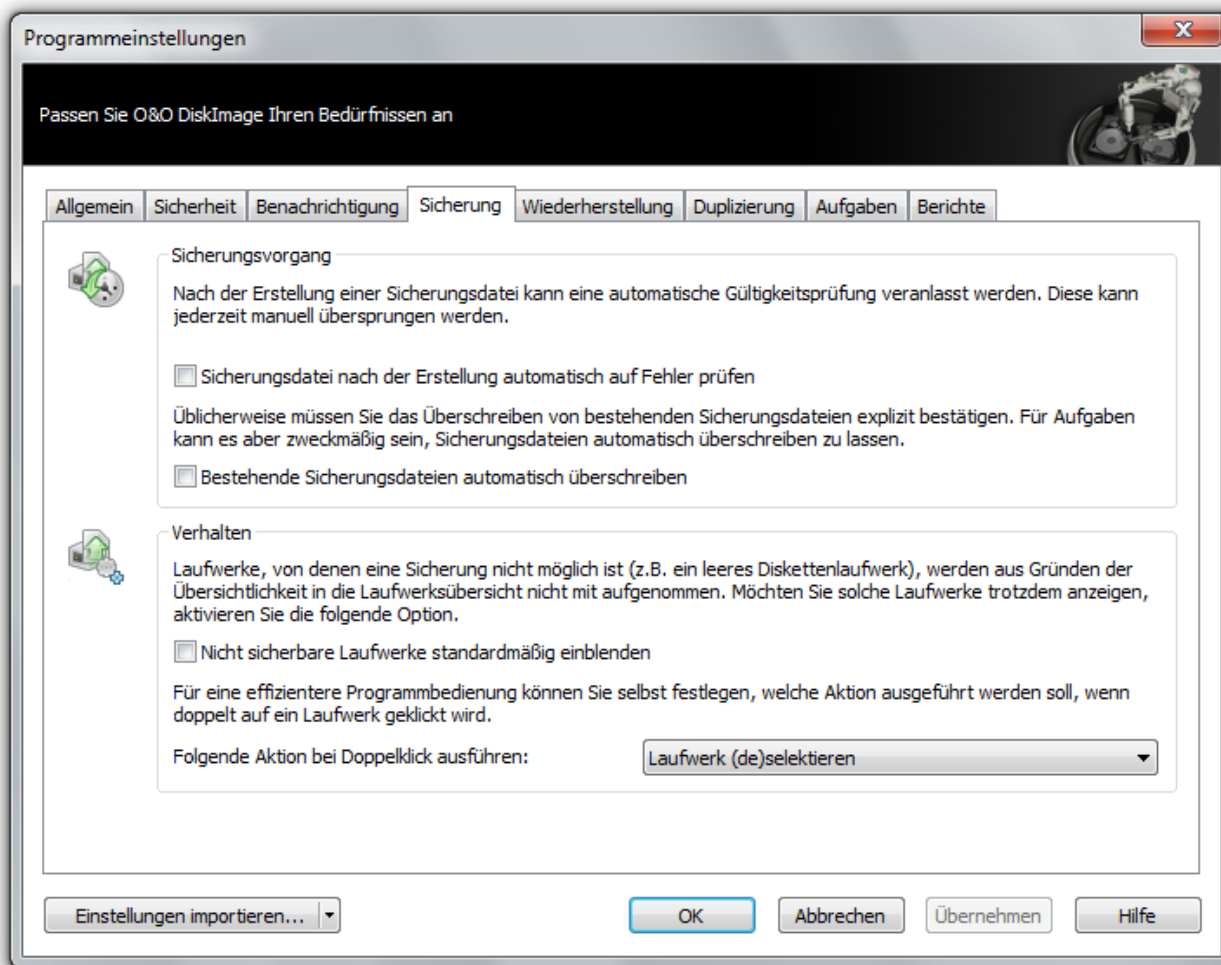 Programmeinstellungen
Passen Sie O&O DiskImage Ihren Bedürfnissen an
Allgemein Sicherheit Benachrichtigung Sicherung Wiederherstellung Duplizierung Aufgaben Berichte
Sicherungsvorgang
Nach der Erstellung einer Sicherungsdatei kann eine automatische Gültigkeitsprüfung veranlasst werden. Diese kann
jederzeit manuell übersprungen werden.
Sicherungsdatei nach der Erstellung automatisch auf Fehler prüfen
Üblicherweise müssen Sie das Überschreiben von bestehenden Sicherungsdateien explizit bestätigen. Für Aufgaben
kann es aber zweckmäßig sein, Sicherungsdateien automatisch überschreiben zu lassen.
Bestehende Sicherungsdateien automatisch überschreiben
Verhalten
Laufwerke, von denen eine Sicherung nicht möglich ist (z.B. ein leeres Diskettenlaufwerk), werden aus Gründen der
Übersichtlichkeit in die Laufwerksübersicht nicht mit aufgenommen. Möchten Sie solche Laufwerke trotzdem anzeigen,
aktivieren Sie die folgende Option.
Nicht sicherbare Laufwerke standardmäßig einblenden
Für eine effizientere Programmbedienung können Sie selbst festlegen, welche Aktion ausgeführt werden soll, wenn
doppelt auf ein Laufwerk geklickt wird.
Folgende Aktion bei Doppelklick ausführen: Laufwerk (de)selektieren
Einstellungen importieren... OK Abbrechen Übernehmen Hilfe